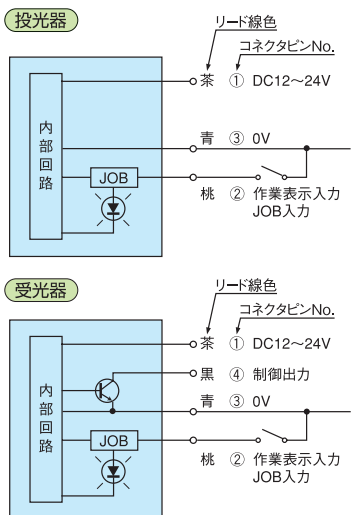 投光器
リード線色
コネクタピンNo.
茶 ① DC12～24V
内部回路
青 ③ 0V
JOB
桃 ② 作業表示入力
JOB入力
受光器
リード線色
コネクタピンNo.
茶 ① DC12～24V
黒 ④ 制御出力
内部回路
青 ③ 0V
JOB
桃 ② 作業表示入力
JOB入力